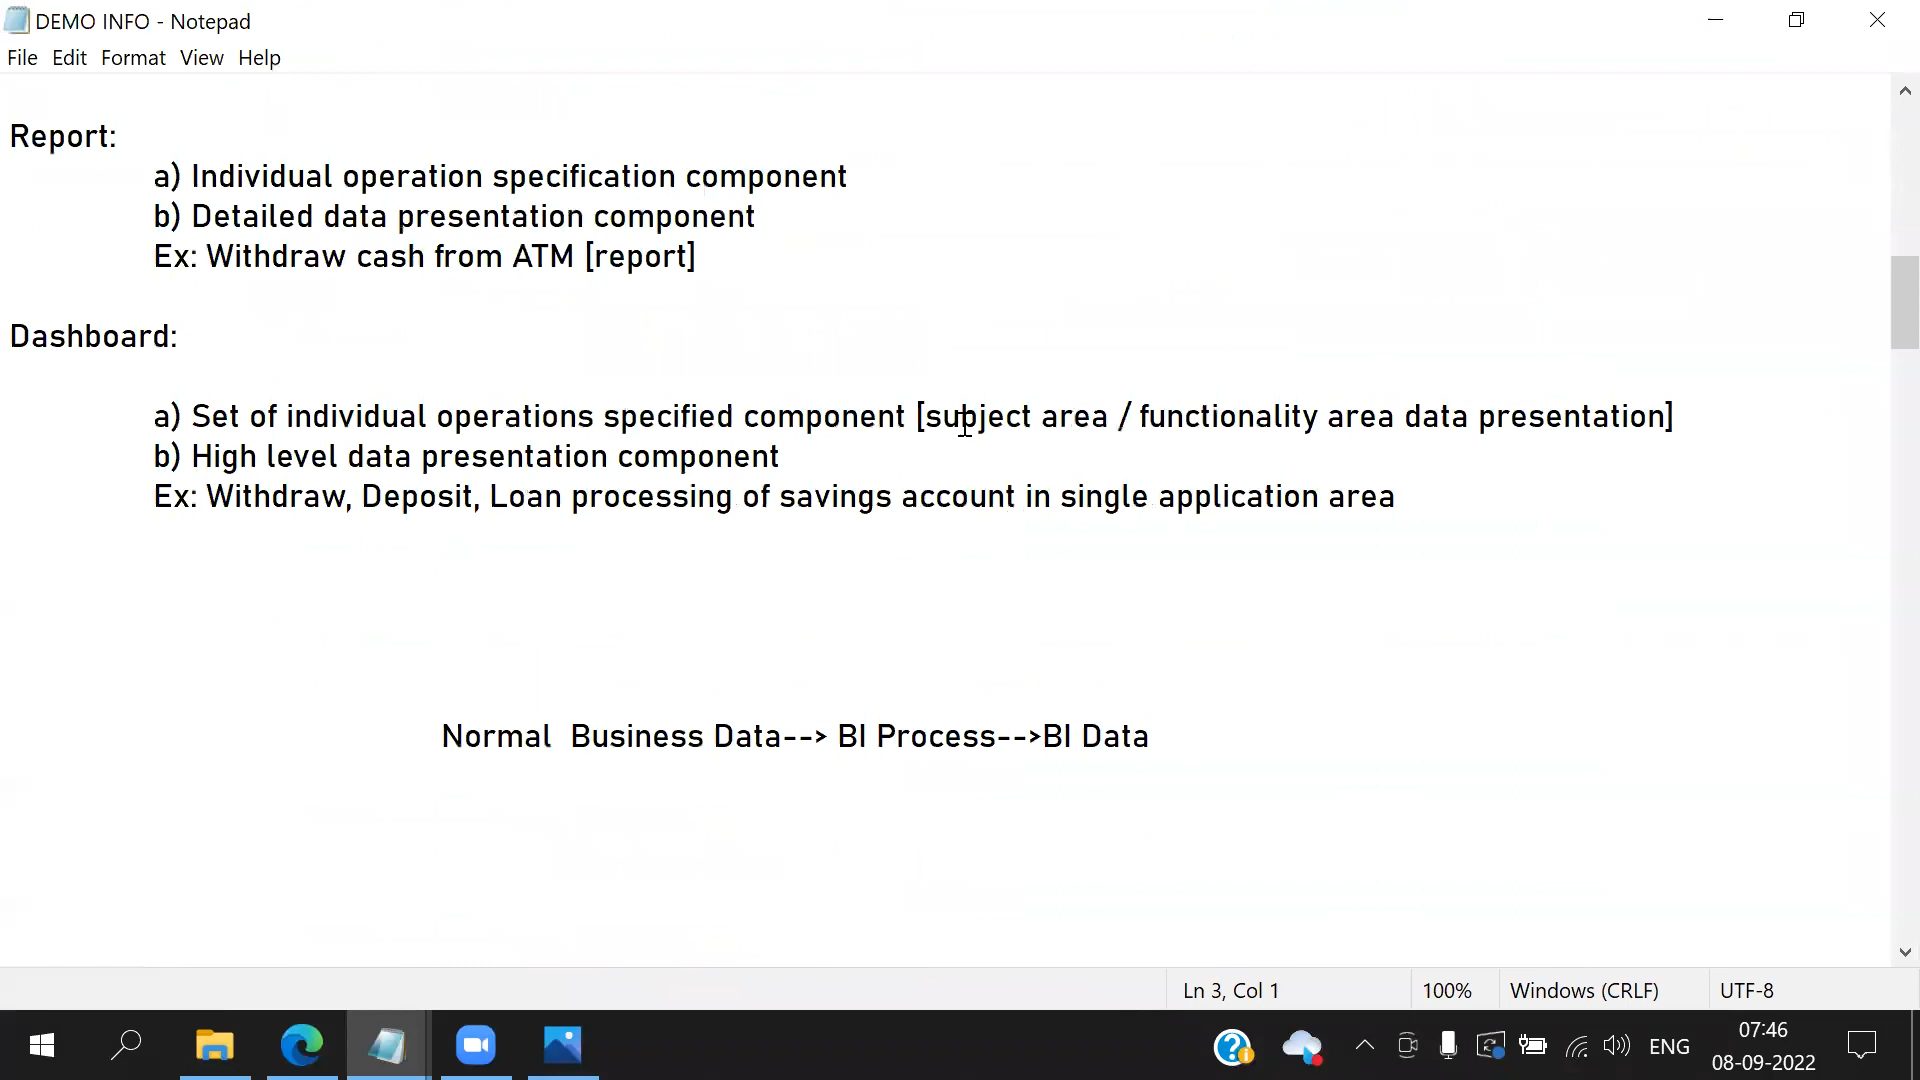 DEMO INFO - Notepad
File Edit Format View Help
Report:
a) Individual operation specification component
b) Detailed data presentation component
Ex: Withdraw cash from ATM [report]
Dashboard:
a) Set of individual operations specified component [subject area / functionality area data presentation]
b) High level data presentation component
Ex: Withdraw, Deposit, Loan processing of savings account in single application area
Normal  Business Data--> BI Process-->BI Data
Ln 3, Col 1
100%
Windows (CRLF)
UTF-8
ENG
07:46
08-09-2022